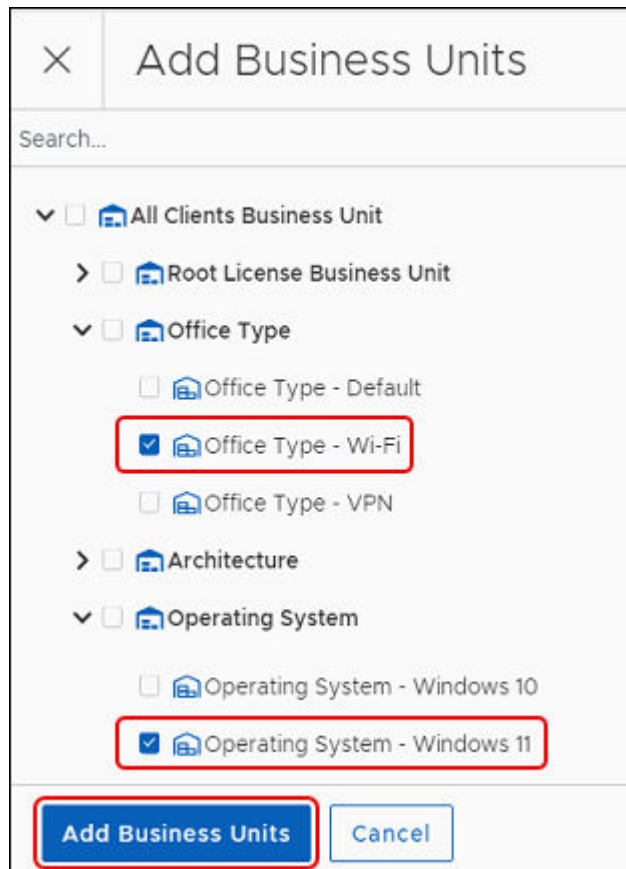 Add Business Units
Search...
All Clients Business Unit
Root License Business Unit
Office Type
Office Type - Default
Office Type - Wi-Fi
Office Type - VPN
Architecture
Operating System
Operating System - Windows 10
Operating System - Windows 11
Add Business Units Cancel